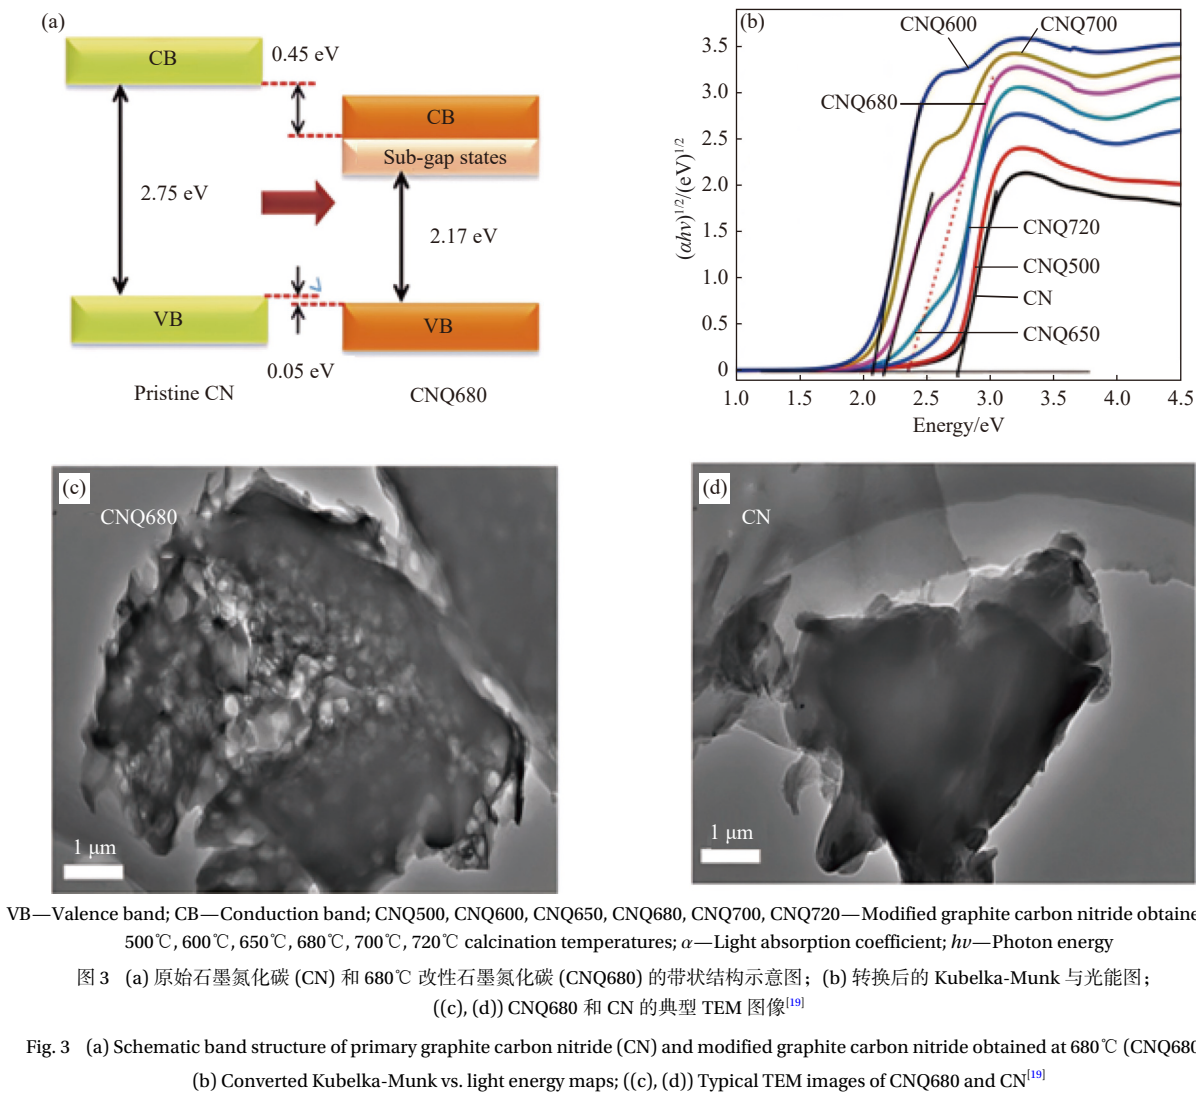 (a)
CB
0.45 eV
CB
Sub-gap states
2.75 eV
2.17 eV
VB
VB
0.05 eV
Pristine CN
CNQ680
(b)
CNQ600
CNQ700
CNQ680
CNQ720
CNQ500
CN
CNQ650
(αhν)1/2/(eV)1/2
3.5
3.0
2.5
2.0
1.5
1.0
0.5
0
1.0 1.5 2.0 2.5 3.0 3.5 4.0 4.5
Energy/eV
(c)
CNQ680
1 μm
(d)
CN
1 μm
VB—Valence band; CB—Conduction band; CNQ500, CNQ600, CNQ650, CNQ680, CNQ700, CNQ720—Modified graphite carbon nitride obtaine
500℃, 600℃, 650℃, 680℃, 700℃, 720℃ calcination temperatures; α—Light absorption coefficient; hν—Photon energy
图 3 (a) 原始石墨氮化碳 (CN) 和 680℃ 改性石墨氮化碳 (CNQ680) 的带状结构示意图；(b) 转换后的 Kubelka-Munk 与光能图；
((c), (d)) CNQ680 和 CN 的典型 TEM 图像[19]
Fig. 3 (a) Schematic band structure of primary graphite carbon nitride (CN) and modified graphite carbon nitride obtained at 680℃ (CNQ680
(b) Converted Kubelka-Munk vs. light energy maps; ((c), (d)) Typical TEM images of CNQ680 and CN[19]